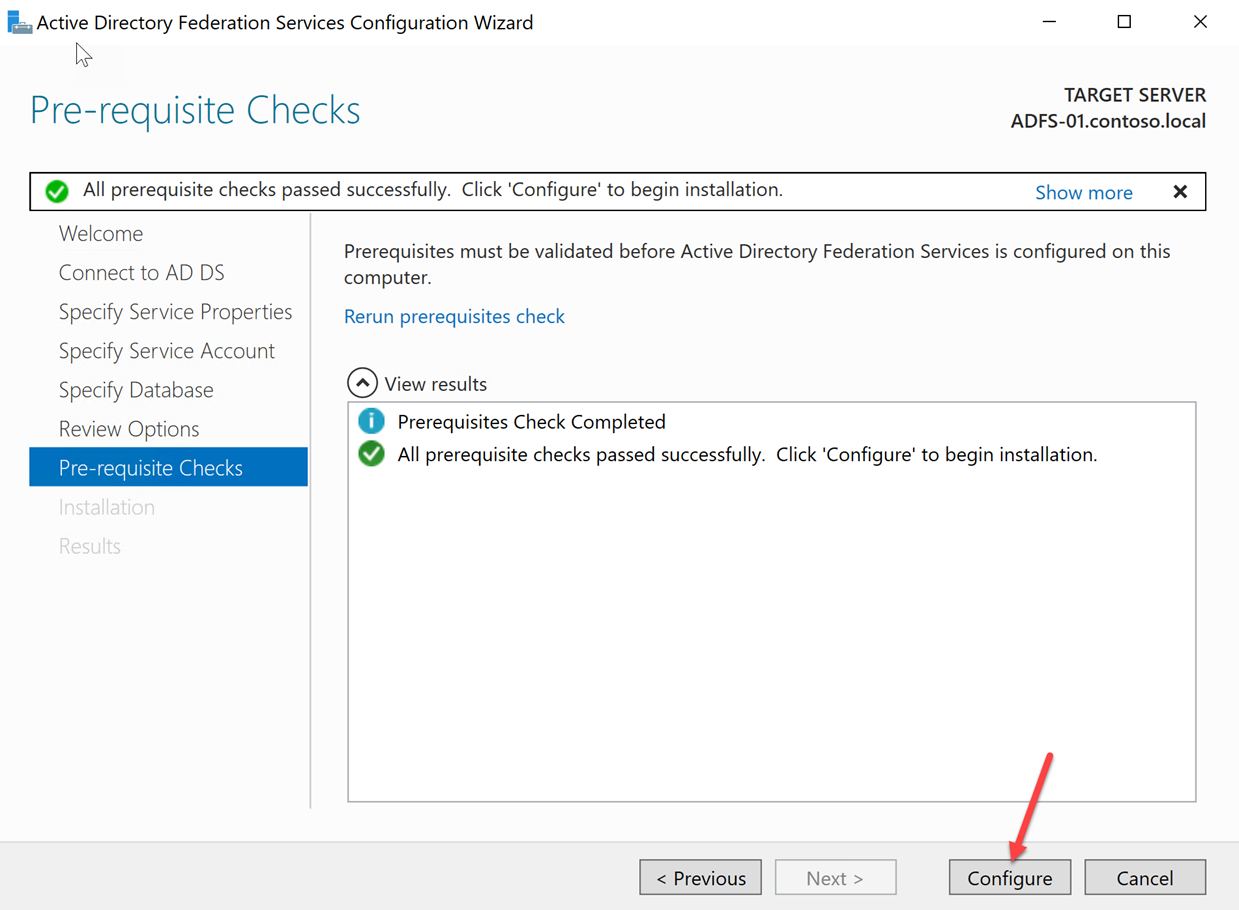 Active Directory Federation Services Configuration Wizard
Pre-requisite Checks
TARGET SERVER
ADFS-01.contoso.local
All prerequisite checks passed successfully.  Click 'Configure' to begin installation.
Show more
Welcome
Connect to AD DS
Specify Service Properties
Specify Service Account
Specify Database
Review Options
Pre-requisite Checks
Installation
Results
Prerequisites must be validated before Active Directory Federation Services is configured on this
computer.
Rerun prerequisites check
View results
Prerequisites Check Completed
All prerequisite checks passed successfully.  Click 'Configure' to begin installation.
< Previous
Next >
Configure
Cancel